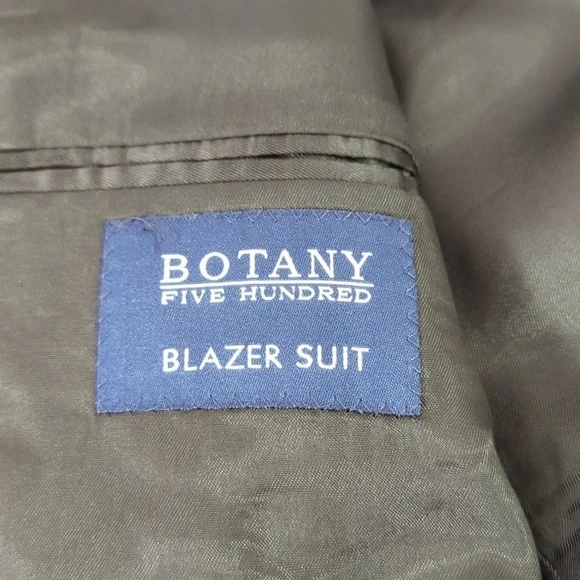 BOTANY
FIVE HUNDRED
BLAZER SUIT